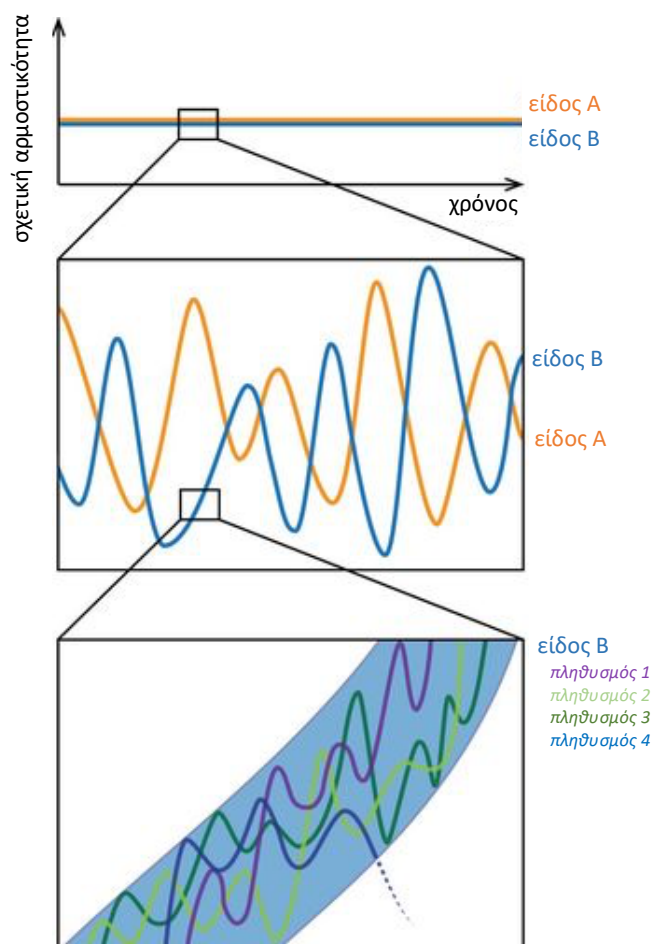 σχετική αρμοστικότητα
είδος Α
είδος Β
χρόνος
είδος Β
είδος Α
είδος Β
πληθυσμός 1
πληθυσμός 2
πληθυσμός 3
πληθυσμός 4